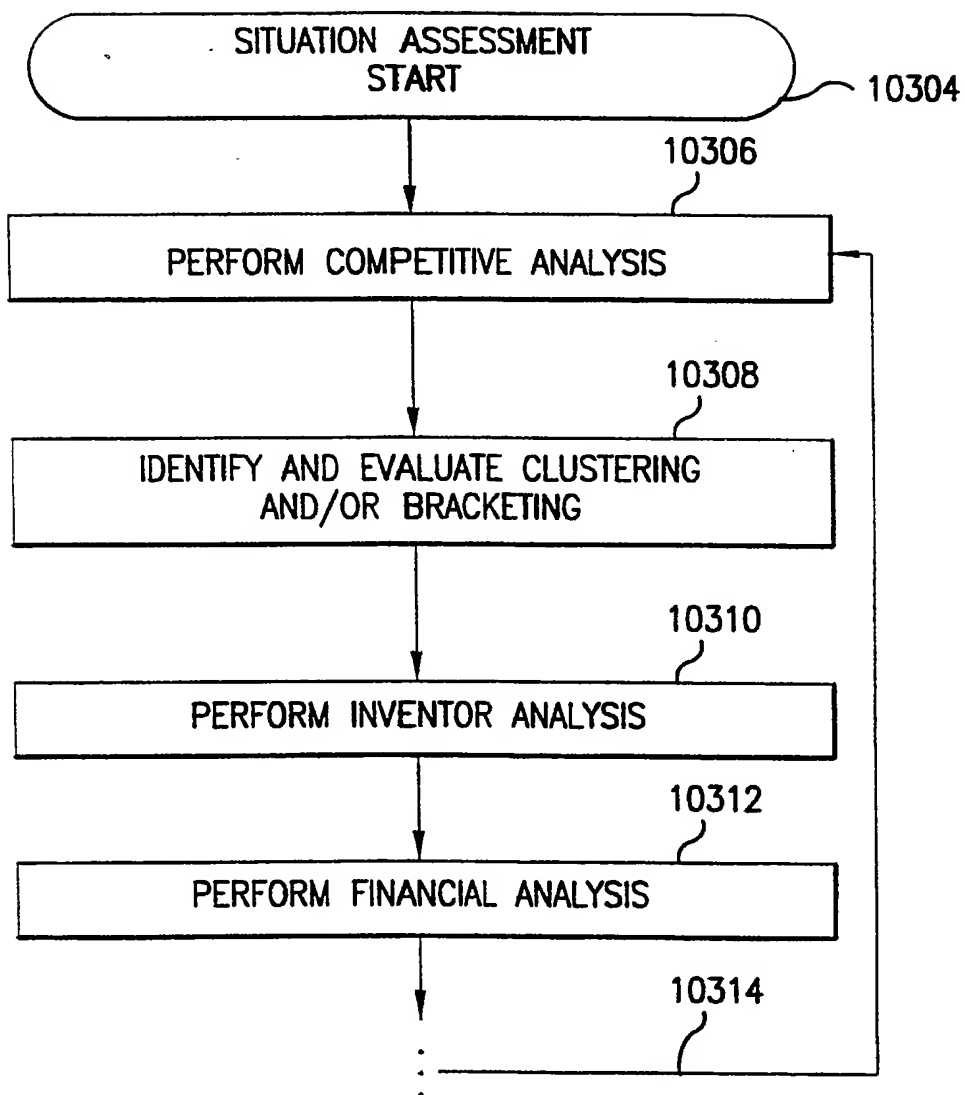 SITUATION ASSESSMENT
START
10304
10306
PERFORM COMPETITIVE ANALYSIS
10308
IDENTIFY AND EVALUATE CLUSTERING
AND/OR BRACKETING
10310
PERFORM INVENTOR ANALYSIS
10312
PERFORM FINANCIAL ANALYSIS
10314